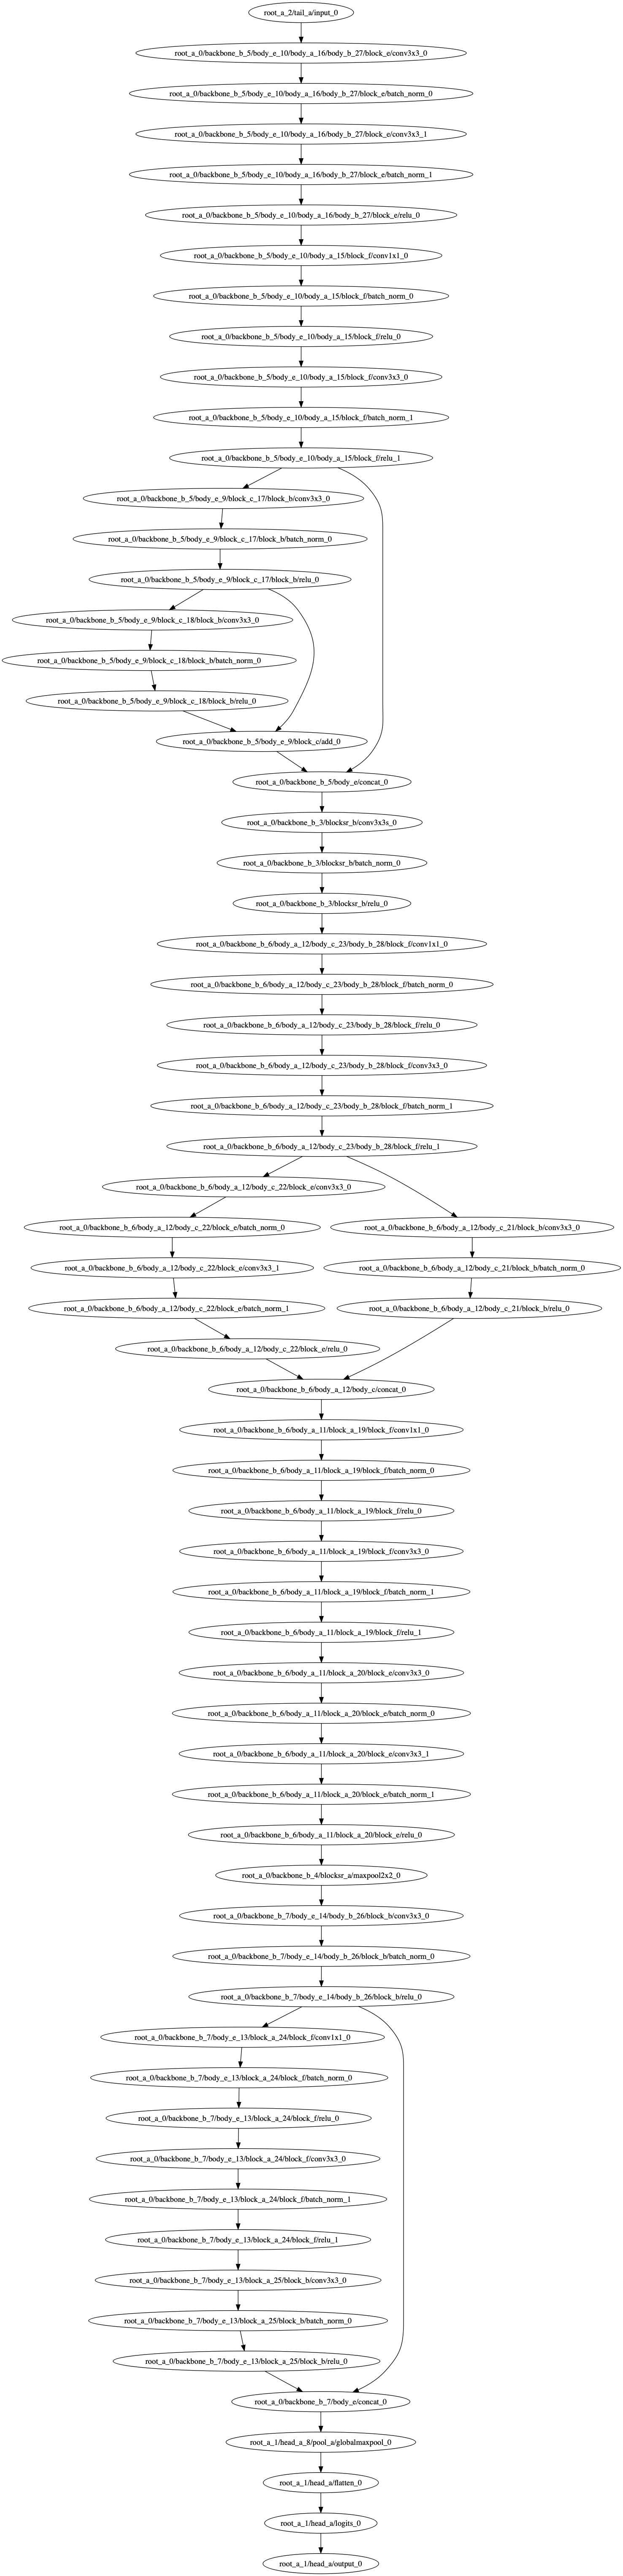 root_a_2/tail_a/input_0
root_a_0/backbone_b_5/body_e_10/body_a_16/body_b_27/block_e/conv3x3_0
root_a_0/backbone_b_5/body_e_10/body_a_16/body_b_27/block_e/batch_norm_0
root_a_0/backbone_b_5/body_e_10/body_a_16/body_b_27/block_e/conv3x3_1
root_a_0/backbone_b_5/body_e_10/body_a_16/body_b_27/block_e/batch_norm_1
root_a_0/backbone_b_5/body_e_10/body_a_16/body_b_27/block_e/relu_0
root_a_0/backbone_b_5/body_e_10/body_a_15/block_f/conv1x1_0
root_a_0/backbone_b_5/body_e_10/body_a_15/block_f/batch_norm_0
root_a_0/backbone_b_5/body_e_10/body_a_15/block_f/relu_0
root_a_0/backbone_b_5/body_e_10/body_a_15/block_f/conv3x3_0
root_a_0/backbone_b_5/body_e_10/body_a_15/block_f/batch_norm_1
root_a_0/backbone_b_5/body_e_10/body_a_15/block_f/relu_1
root_a_0/backbone_b_5/body_e_9/block_c_17/block_b/conv3x3_0
root_a_0/backbone_b_5/body_e_9/block_c_17/block_b/batch_norm_0
root_a_0/backbone_b_5/body_e_9/block_c_17/block_b/relu_0
root_a_0/backbone_b_5/body_e_9/block_c_18/block_b/conv3x3_0
root_a_0/backbone_b_5/body_e_9/block_c_18/block_b/batch_norm_0
root_a_0/backbone_b_5/body_e_9/block_c_18/block_b/relu_0
root_a_0/backbone_b_5/body_e_9/block_c/add_0
root_a_0/backbone_b_5/body_e/concat_0
root_a_0/backbone_b_3/blocksr_b/conv3x3s_0
root_a_0/backbone_b_3/blocksr_b/batch_norm_0
root_a_0/backbone_b_3/blocksr_b/relu_0
root_a_0/backbone_b_6/body_a_12/body_c_23/body_b_28/block_f/conv1x1_0
root_a_0/backbone_b_6/body_a_12/body_c_23/body_b_28/block_f/batch_norm_0
root_a_0/backbone_b_6/body_a_12/body_c_23/body_b_28/block_f/relu_0
root_a_0/backbone_b_6/body_a_12/body_c_23/body_b_28/block_f/conv3x3_0
root_a_0/backbone_b_6/body_a_12/body_c_23/body_b_28/block_f/batch_norm_1
root_a_0/backbone_b_6/body_a_12/body_c_23/body_b_28/block_f/relu_1
root_a_0/backbone_b_6/body_a_12/body_c_22/block_e/conv3x3_0
root_a_0/backbone_b_6/body_a_12/body_c_22/block_e/batch_norm_0
root_a_0/backbone_b_6/body_a_12/body_c_21/block_b/conv3x3_0
root_a_0/backbone_b_6/body_a_12/body_c_22/block_e/conv3x3_1
root_a_0/backbone_b_6/body_a_12/body_c_21/block_b/batch_norm_0
root_a_0/backbone_b_6/body_a_12/body_c_22/block_e/batch_norm_1
root_a_0/backbone_b_6/body_a_12/body_c_21/block_b/relu_0
root_a_0/backbone_b_6/body_a_12/body_c_22/block_e/relu_0
root_a_0/backbone_b_6/body_a_12/body_c/concat_0
root_a_0/backbone_b_6/body_a_11/block_a_19/block_f/conv1x1_0
root_a_0/backbone_b_6/body_a_11/block_a_19/block_f/batch_norm_0
root_a_0/backbone_b_6/body_a_11/block_a_19/block_f/relu_0
root_a_0/backbone_b_6/body_a_11/block_a_19/block_f/conv3x3_0
root_a_0/backbone_b_6/body_a_11/block_a_19/block_f/batch_norm_1
root_a_0/backbone_b_6/body_a_11/block_a_19/block_f/relu_1
root_a_0/backbone_b_6/body_a_11/block_a_20/block_e/conv3x3_0
root_a_0/backbone_b_6/body_a_11/block_a_20/block_e/batch_norm_0
root_a_0/backbone_b_6/body_a_11/block_a_20/block_e/conv3x3_1
root_a_0/backbone_b_6/body_a_11/block_a_20/block_e/batch_norm_1
root_a_0/backbone_b_6/body_a_11/block_a_20/block_e/relu_0
root_a_0/backbone_b_4/blocksr_a/maxpool2x2_0
root_a_0/backbone_b_7/body_e_14/body_b_26/block_b/conv3x3_0
root_a_0/backbone_b_7/body_e_14/body_b_26/block_b/batch_norm_0
root_a_0/backbone_b_7/body_e_14/body_b_26/block_b/relu_0
root_a_0/backbone_b_7/body_e_13/block_a_24/block_f/conv1x1_0
root_a_0/backbone_b_7/body_e_13/block_a_24/block_f/batch_norm_0
root_a_0/backbone_b_7/body_e_13/block_a_24/block_f/relu_0
root_a_0/backbone_b_7/body_e_13/block_a_24/block_f/conv3x3_0
root_a_0/backbone_b_7/body_e_13/block_a_24/block_f/batch_norm_1
root_a_0/backbone_b_7/body_e_13/block_a_24/block_f/relu_1
root_a_0/backbone_b_7/body_e_13/block_a_25/block_b/conv3x3_0
root_a_0/backbone_b_7/body_e_13/block_a_25/block_b/batch_norm_0
root_a_0/backbone_b_7/body_e_13/block_a_25/block_b/relu_0
root_a_0/backbone_b_7/body_e/concat_0
root_a_1/head_a_8/pool_a/globalmaxpool_0
root_a_1/head_a/flatten_0
root_a_1/head_a/logits_0
root_a_1/head_a/output_0